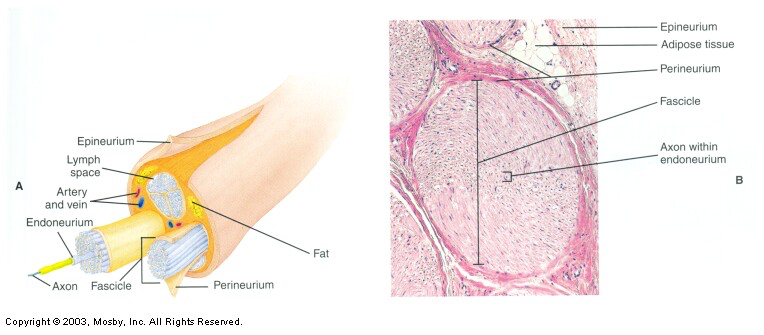 Epineurium
Lymph
space
A
Artery
and vein
Endoneurium
Axon
Fascicle
Fat
Perineurium
Epineurium
Adipose tissue
Perineurium
Fascicle
Axon within
endoneurium
B
Copyright © 2003, Mosby, Inc. All Rights Reserved.